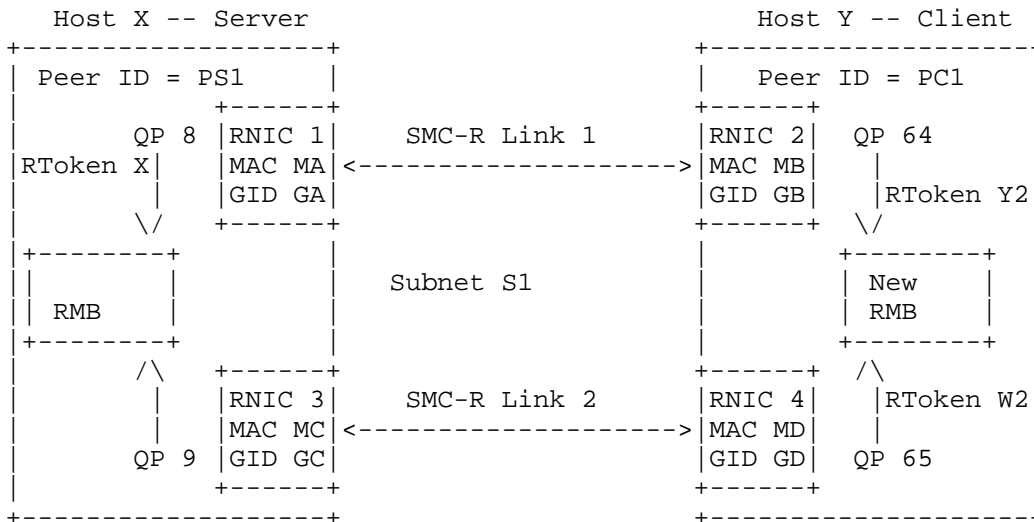 Host X -- Server                    Host Y -- Client
Peer ID = PS1                       Peer ID = PC1
QP 8 RNIC 1 SMC-R Link 1 RNIC 2 QP 64
RToken X MAC MA MAC MB
GID GA GID GB RToken Y2
Subnet S1 New
RMB RMB
RNIC 3 SMC-R Link 2 RNIC 4 RToken W2
MAC MC MAC MD
QP 9 GID GC GID GD QP 65